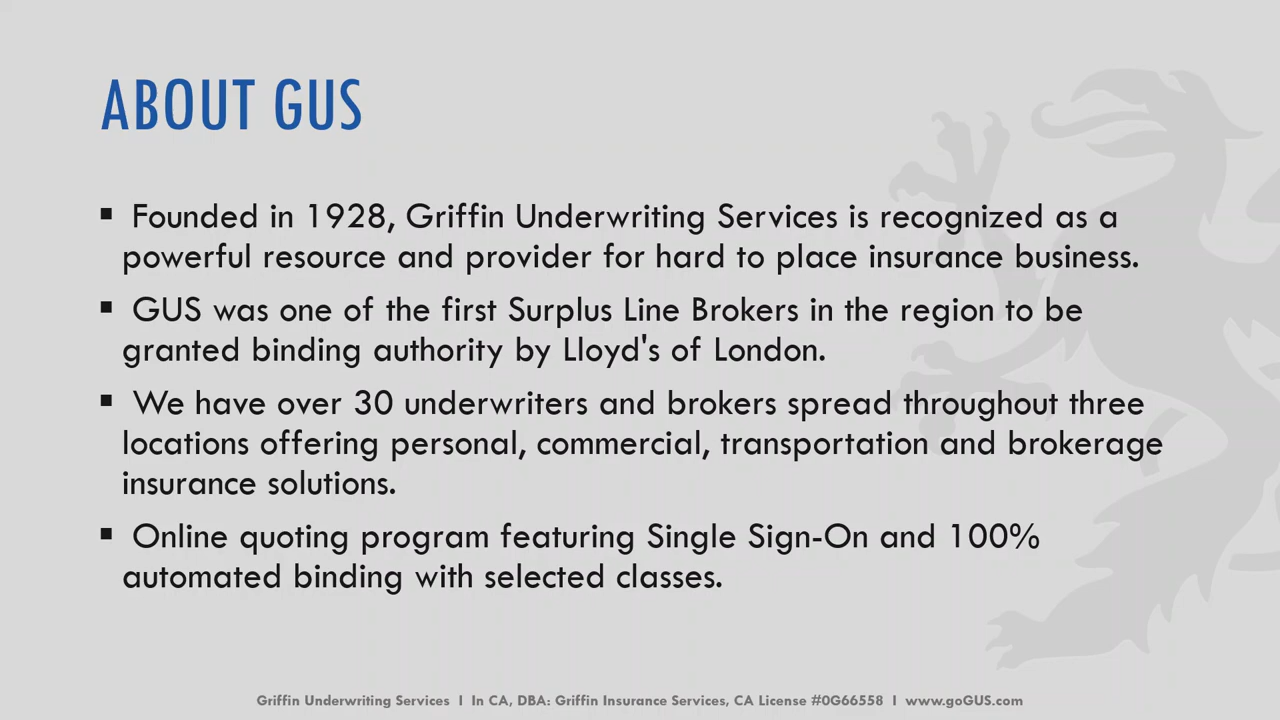 ABOUT GUS
▪ Founded in 1928, Griffin Underwriting Services is recognized as a
powerful resource and provider for hard to place insurance business.
▪ GUS was one of the first Surplus Line Brokers in the region to be
granted binding authority by Lloyd's of London.
▪ We have over 30 underwriters and brokers spread throughout three
locations offering personal, commercial, transportation and brokerage
insurance solutions.
▪ Online quoting program featuring Single Sign-On and 100%
automated binding with selected classes.
Griffin Underwriting Services | In CA, DBA: Griffin Insurance Services, CA License #0G66558 | www.goGUS.com